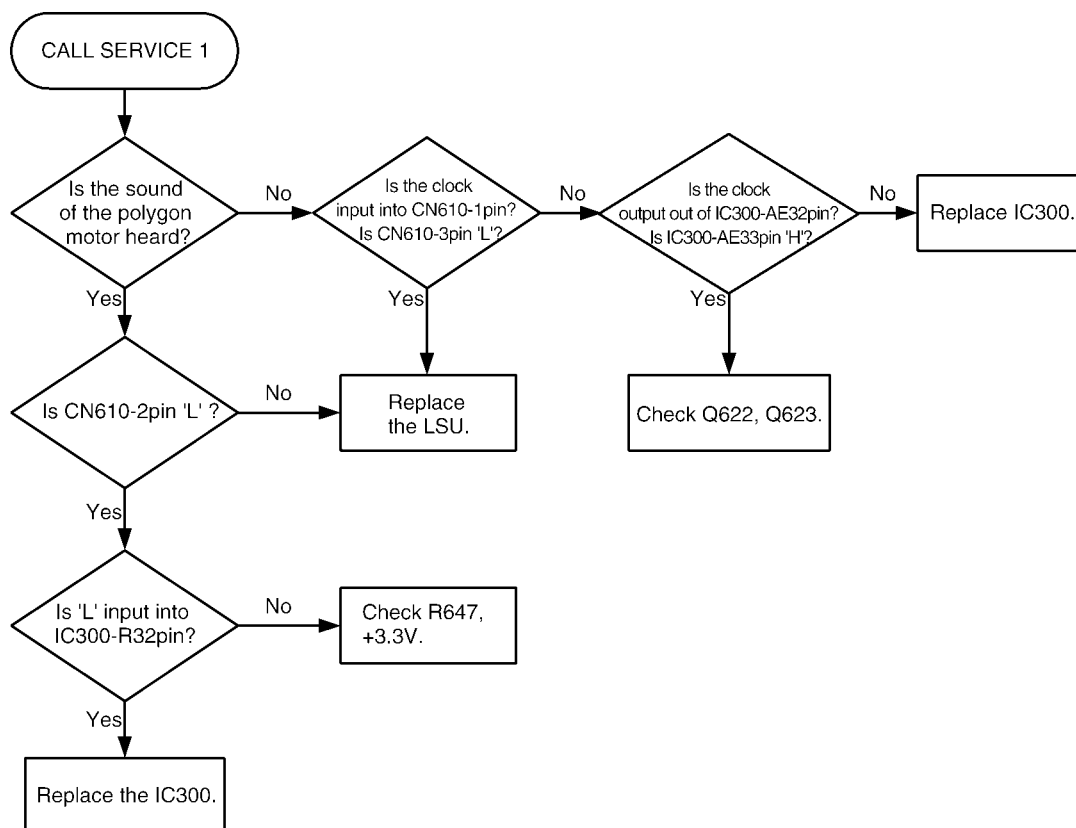 CALL SERVICE 1
Is the sound
of the polygon
motor heard?
No
Is the clock
input into CN610-1pin?
Is CN610-3pin 'L'?
No
Is the clock
output out of IC300-AE32pin?
Is IC300-AE33pin 'H'?
No
Replace IC300.
Yes
Yes
Yes
Is CN610-2pin 'L' ?
No
Replace
the LSU.
Check Q622, Q623.
Yes
Is 'L' input into
IC300-R32pin?
No
Check R647,
+3.3V.
Yes
Replace the IC300.